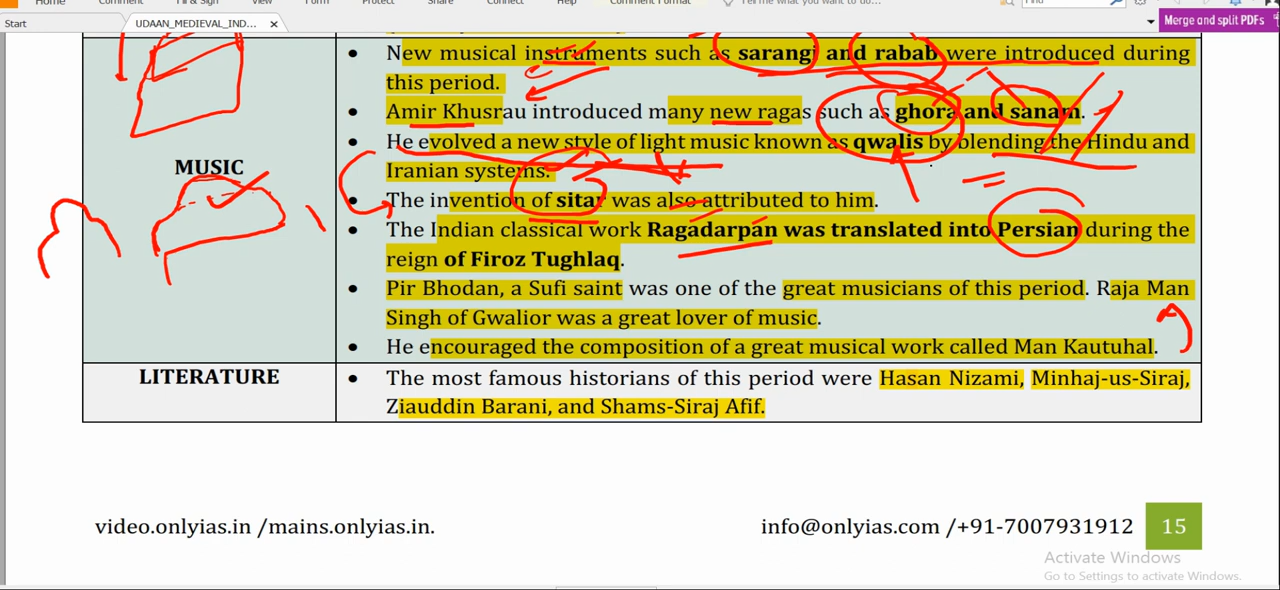 Home Comment Fill & Sign View Form Protect Share Connect Help Comment Format Tell me what you want to do... Find
Start UDAAN_MEDIEVAL_IND... ×
Merge and split PDFs
• New musical instruments such as sarangi and rabab were introduced during
this period.
• Amir Khusrau introduced many new ragas such as ghora and sanam.
• He evolved a new style of light music known as qwalis by blending the Hindu and
MUSIC
Iranian systems.
• The invention of sitar was also attributed to him.
• The Indian classical work Ragadarpan was translated into Persian during the
reign of Firoz Tughlaq.
• Pir Bhodan, a Sufi saint was one of the great musicians of this period. Raja Man
Singh of Gwalior was a great lover of music.
• He encouraged the composition of a great musical work called Man Kautuhal.
LITERATURE
• The most famous historians of this period were Hasan Nizami, Minhaj-us-Siraj,
Ziauddin Barani, and Shams-Siraj Afif.
video.onlyias.in /mains.onlyias.in.
info@onlyias.com /+91-7007931912 15
Activate Windows
Go to Settings to activate Windows.